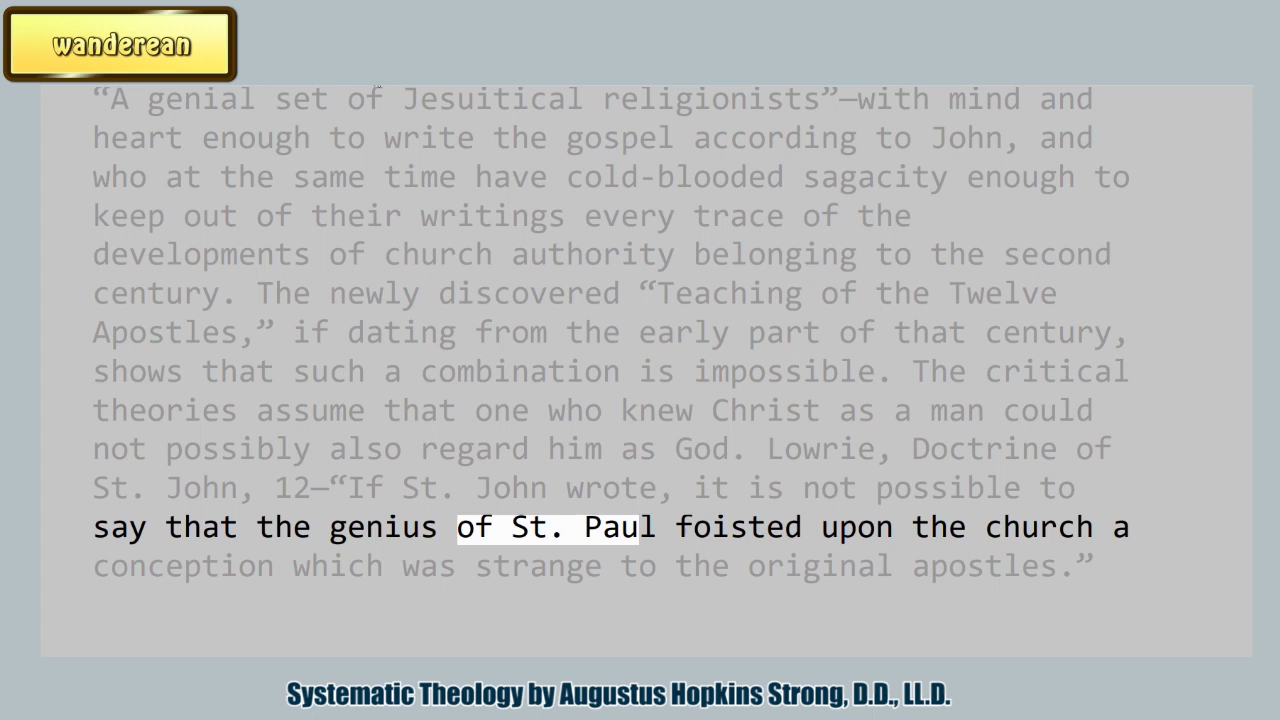 wanderean
“A genial set of Jesuitical religionists”—with mind and
heart enough to write the gospel according to John, and
who at the same time have cold-blooded sagacity enough to
keep out of their writings every trace of the
developments of church authority belonging to the second
century. The newly discovered “Teaching of the Twelve
Apostles,” if dating from the early part of that century,
shows that such a combination is impossible. The critical
theories assume that one who knew Christ as a man could
not possibly also regard him as God. Lowrie, Doctrine of
St. John, 12—“If St. John wrote, it is not possible to
say that the genius of St. Paul foisted upon the church a
conception which was strange to the original apostles.”
Systematic Theology by Augustus Hopkins Strong, D.D., LL.D.